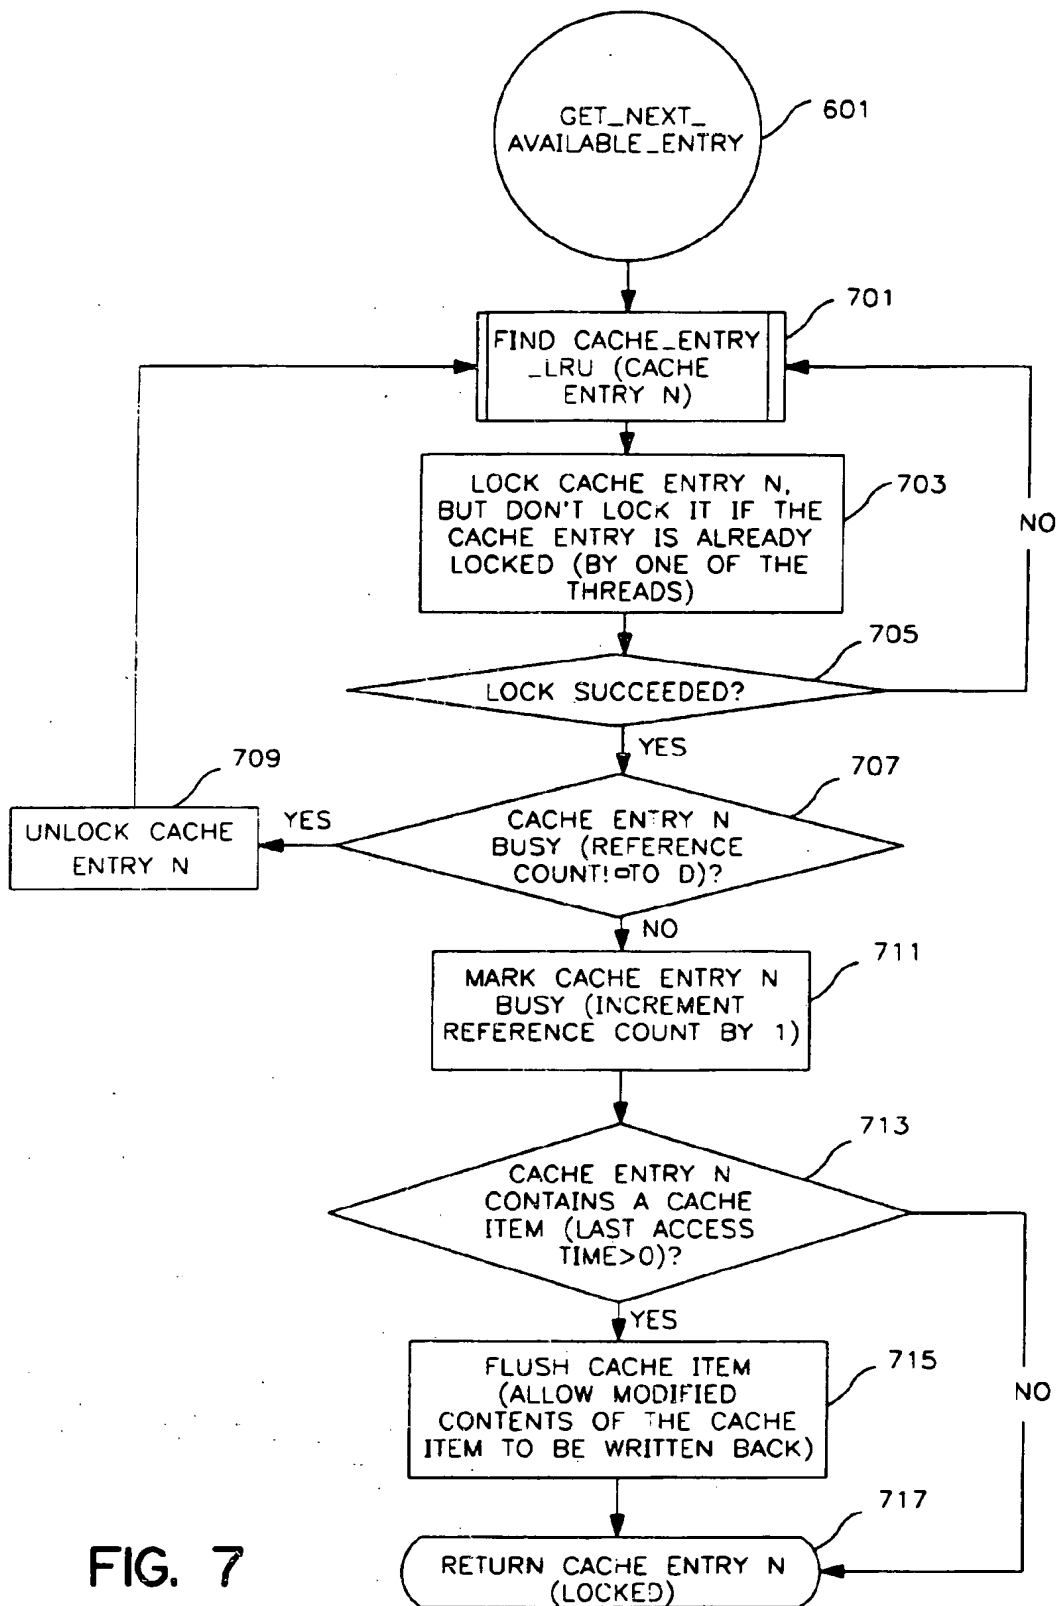 GET_NEXT_
AVAILABLE_ENTRY
601
701
FIND CACHE_ENTRY
_LRU (CACHE
ENTRY N)
703
LOCK CACHE ENTRY N,
BUT DON'T LOCK IT IF THE
CACHE ENTRY IS ALREADY
LOCKED (BY ONE OF THE
THREADS)
NO
705
LOCK SUCCEEDED?
YES
709
707
UNLOCK CACHE
ENTRY N
YES
CACHE ENTRY N
BUSY (REFERENCE
COUNT!=TO D)?
NO
711
MARK CACHE ENTRY N
BUSY (INCREMENT
REFERENCE COUNT BY 1)
713
CACHE ENTRY N
CONTAINS A CACHE
ITEM (LAST ACCESS
TIME>0)?
YES
715
FLUSH CACHE ITEM
(ALLOW MODIFIED
CONTENTS OF THE CACHE
ITEM TO BE WRITTEN BACK)
NO
717
RETURN CACHE ENTRY N
(LOCKED)
FIG. 7